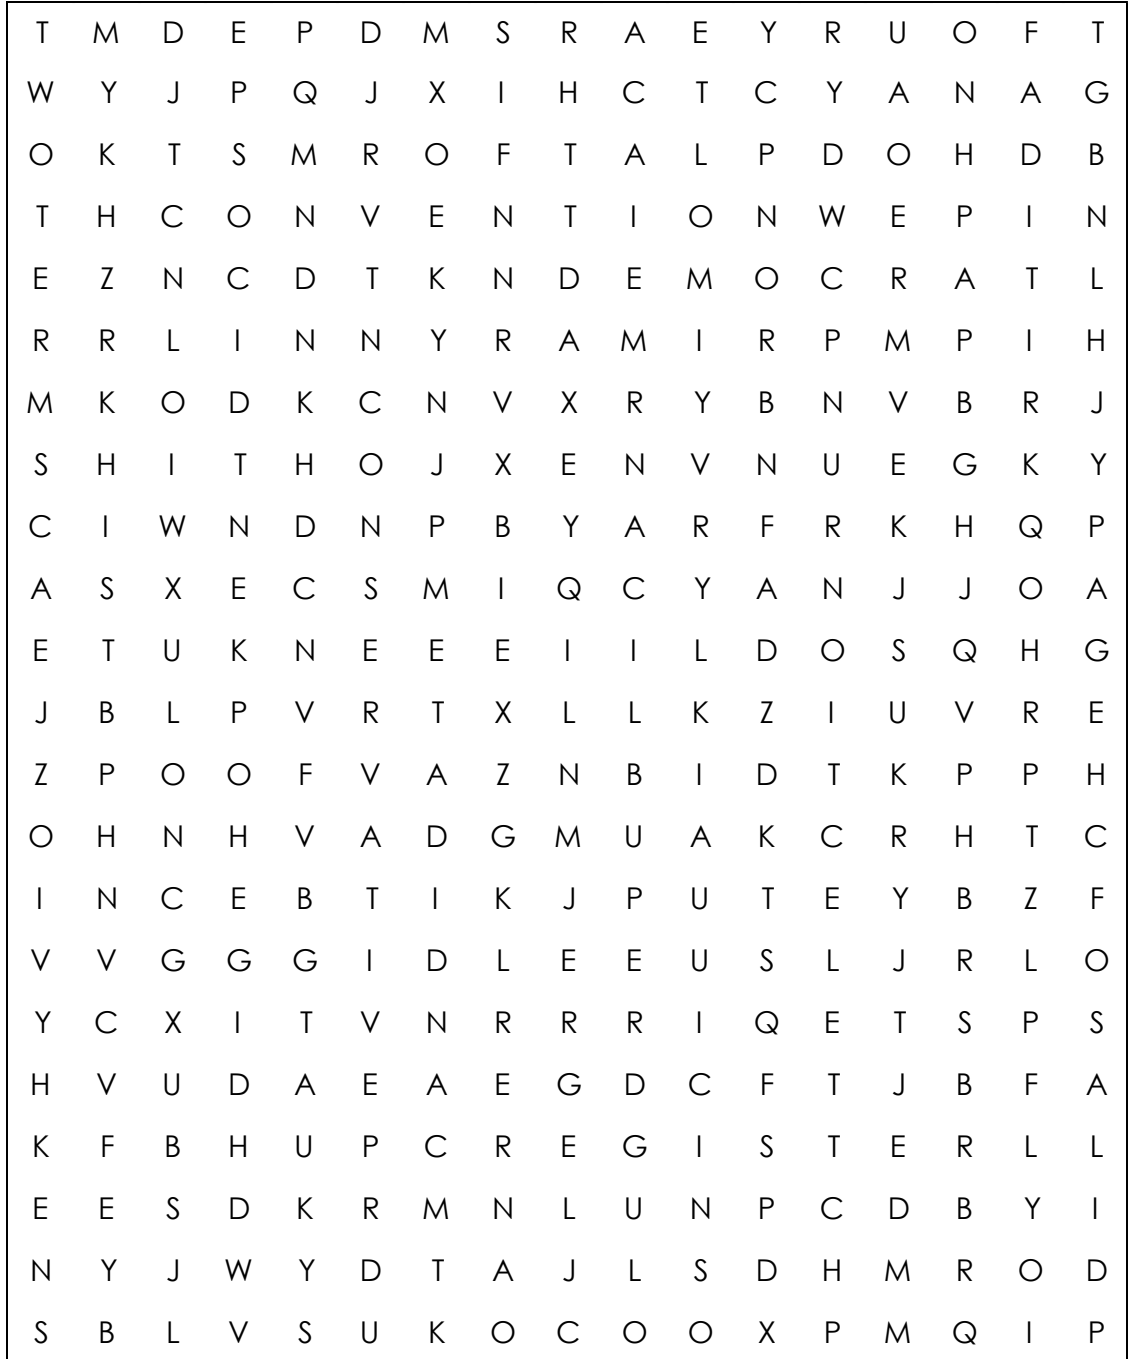 T M D E P D M S R A E Y R U O F T
W Y J P Q J X I H C T C Y A N A G
O K T S M R O F T A L P D O H D B
T H C O N V E N T I O N W E P I N
E Z N C D T K N D E M O C R A T L
R R L I N N Y R A M I R P M P I H
M K O D K C N V X R Y B N V B R J
S H I T H O J X E N V N U E G K Y
C I W N D N P B Y A R F R K H Q P
A S X E C S M I Q C Y A N J J O A
E T U K N E E E I I L D O S Q H G
J B L P V R T X L L K Z I U V R E
Z P O O F V A Z N B I D T K P P H
O H N H V A D G M U A K C R H T C
I N C E B T I K J P U T E Y B Z F
V V G G G I D L E E U S L J R L O
Y C X I T V N R R R I Q E T S P S
H V U D A E A E G D C F T J B F A
K F B H U P C R E G I S T E R L L
E E S D K R M N L U N P C D B Y I
N Y J W Y D T A J L S D H M R O D
S B L V S U K O C O O X P M Q I P